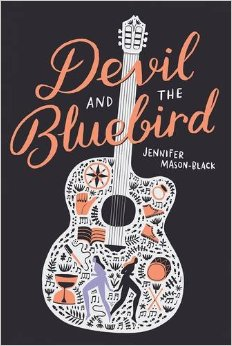 Devil
AND THE
Bluebird
JENNIFER
MASON-BLACK